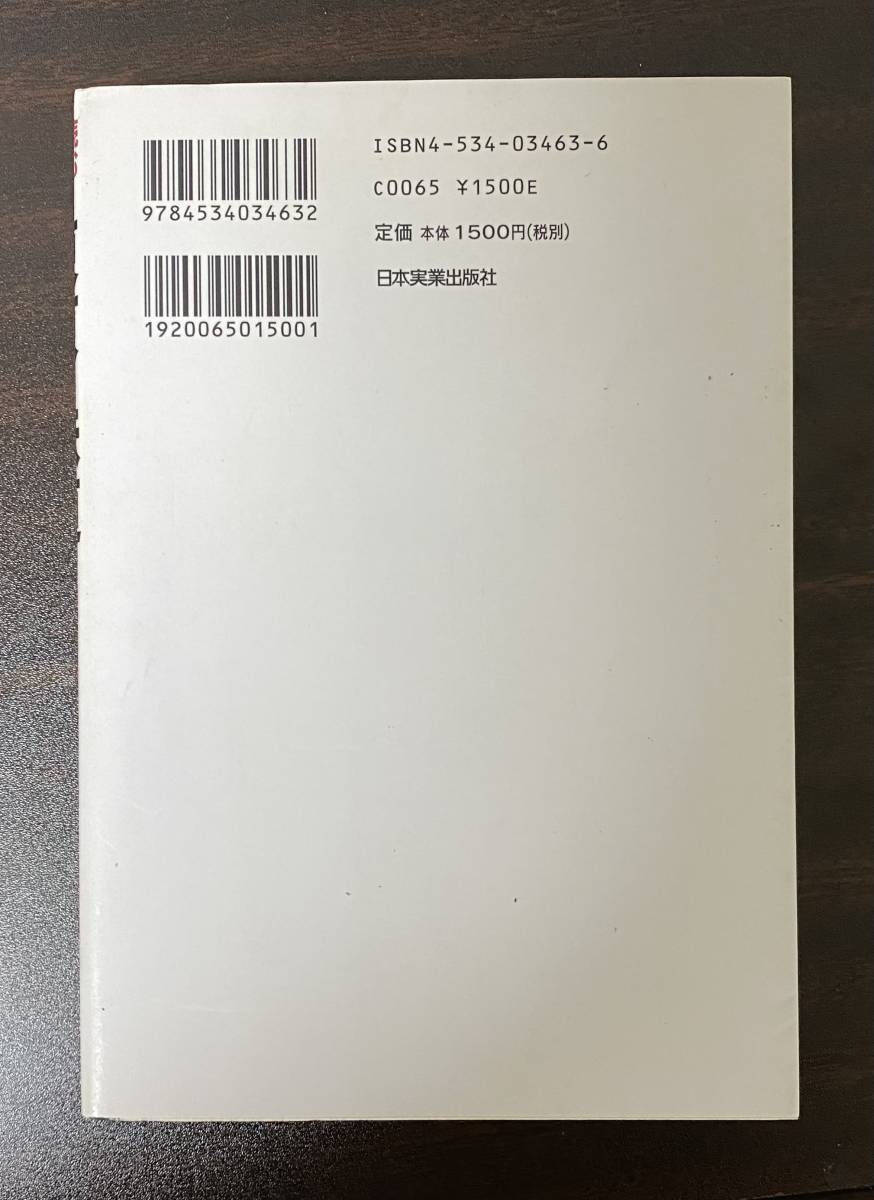 ISBN4-534-03463-6
9784534034632
C0065 ¥1500E
定価 本体1500円(税別)
1920065015001
日本実業出版社